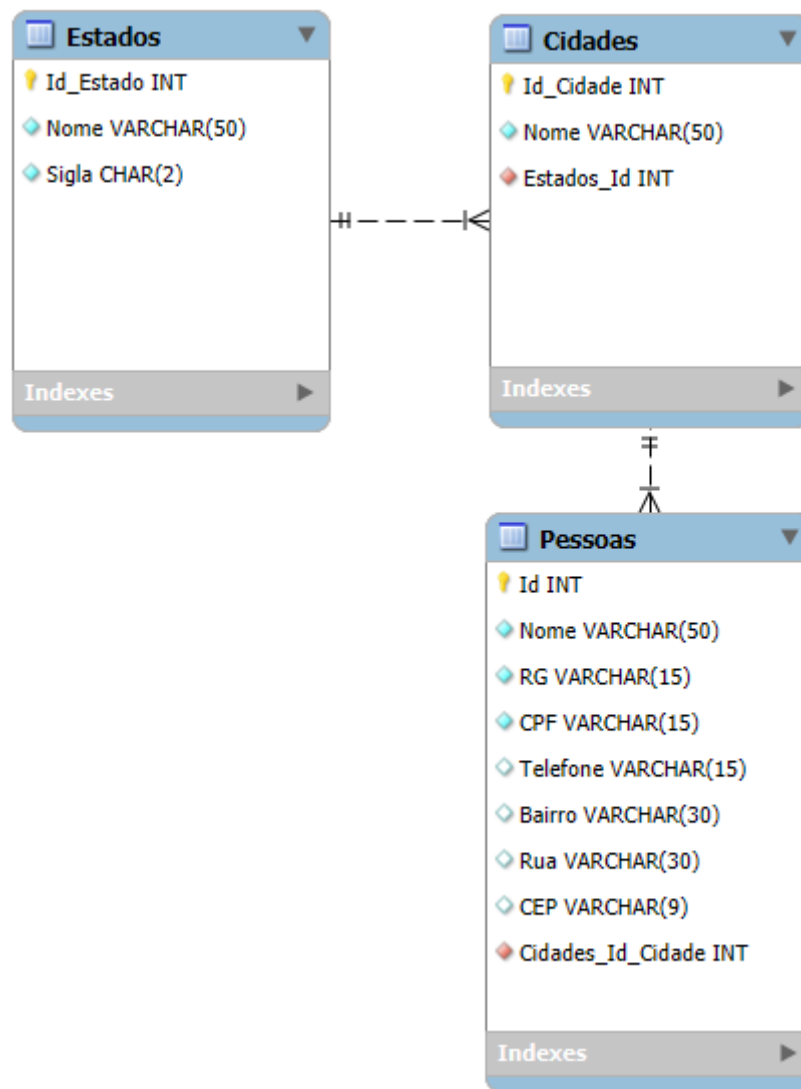 Estados
Id_Estado INT
Nome VARCHAR(50)
Sigla CHAR(2)
Indexes
Cidades
Id_Cidade INT
Nome VARCHAR(50)
Estados_Id INT
Indexes
Pessoas
Id INT
Nome VARCHAR(50)
RG VARCHAR(15)
CPF VARCHAR(15)
Telefone VARCHAR(15)
Bairro VARCHAR(30)
Rua VARCHAR(30)
CEP VARCHAR(9)
Cidades_Id_Cidade INT
Indexes